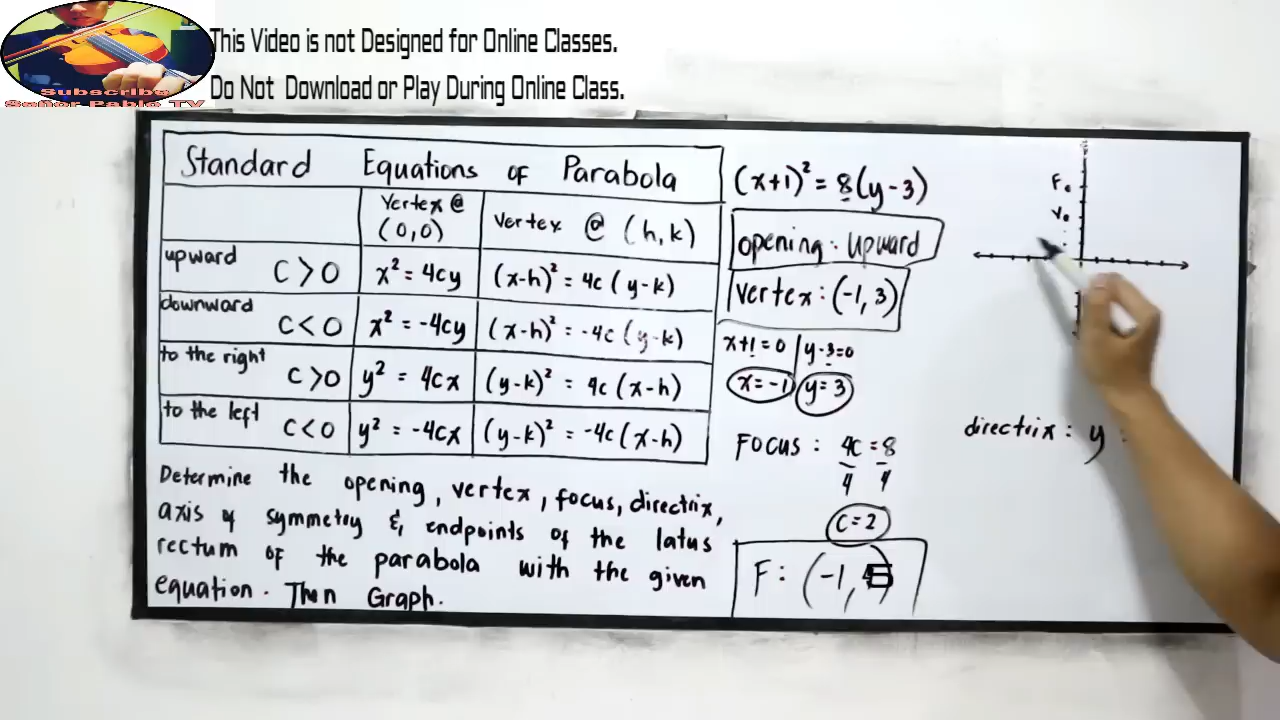 This Video is not Designed for Online Classes.
Do Not Download or Play During Online Class.
Subscribe
Señor Pablo TV
Standard Equations of Parabola
Vertex @ (0,0)
Vertex @ (h,k)
upward C>0 x² = 4cy (x-h)² = 4c (y-k)
downward C<0 x² = -4cy (x-h)² = -4c (y-k)
to the right C>0 y² = 4cx (y-k)² = 4c (x-h)
to the left C<0 y² = -4cx (y-k)² = -4c (x-h)
Determine the opening, vertex, focus, directrix,
axis of symmetry & endpoints of the latus
rectum of the parabola with the given
equation. Then Graph.
(x+1)² = 8(y-3)
opening: Upward
vertex: (-1, 3)
x+1=0 y-3=0
x=-1 y=3
Focus: 4c = 8
4 4
c=2
F: (-1, 5)
F
V
directrix: y